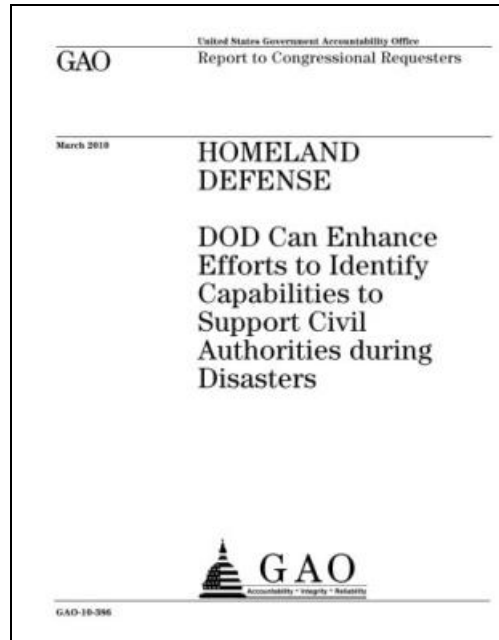 United States Government Accountability Office
GAO
Report to Congressional Requesters
March 2010
HOMELAND
DEFENSE
DOD Can Enhance
Efforts to Identify
Capabilities to
Support Civil
Authorities during
Disasters
GAO
Accountability * Integrity * Reliability
GAO-10-386